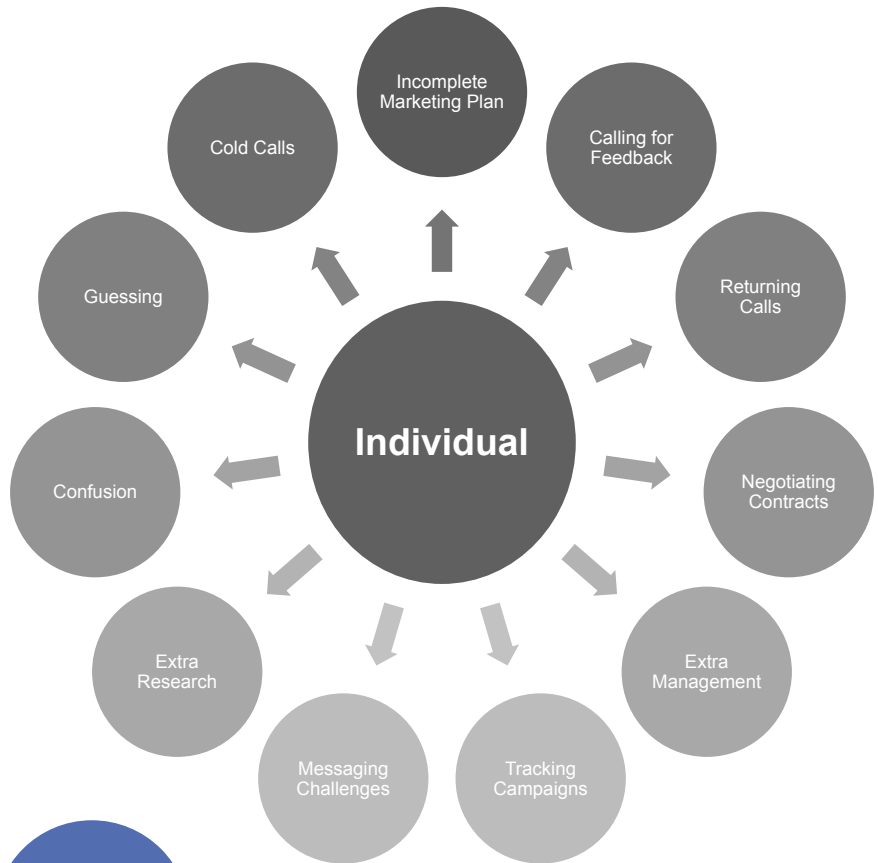 Incomplete
Marketing Plan
Calling for
Feedback
Returning
Calls
Negotiating
Contracts
Extra
Management
Tracking
Campaigns
Messaging
Challenges
Extra
Research
Confusion
Guessing
Cold Calls
Individual